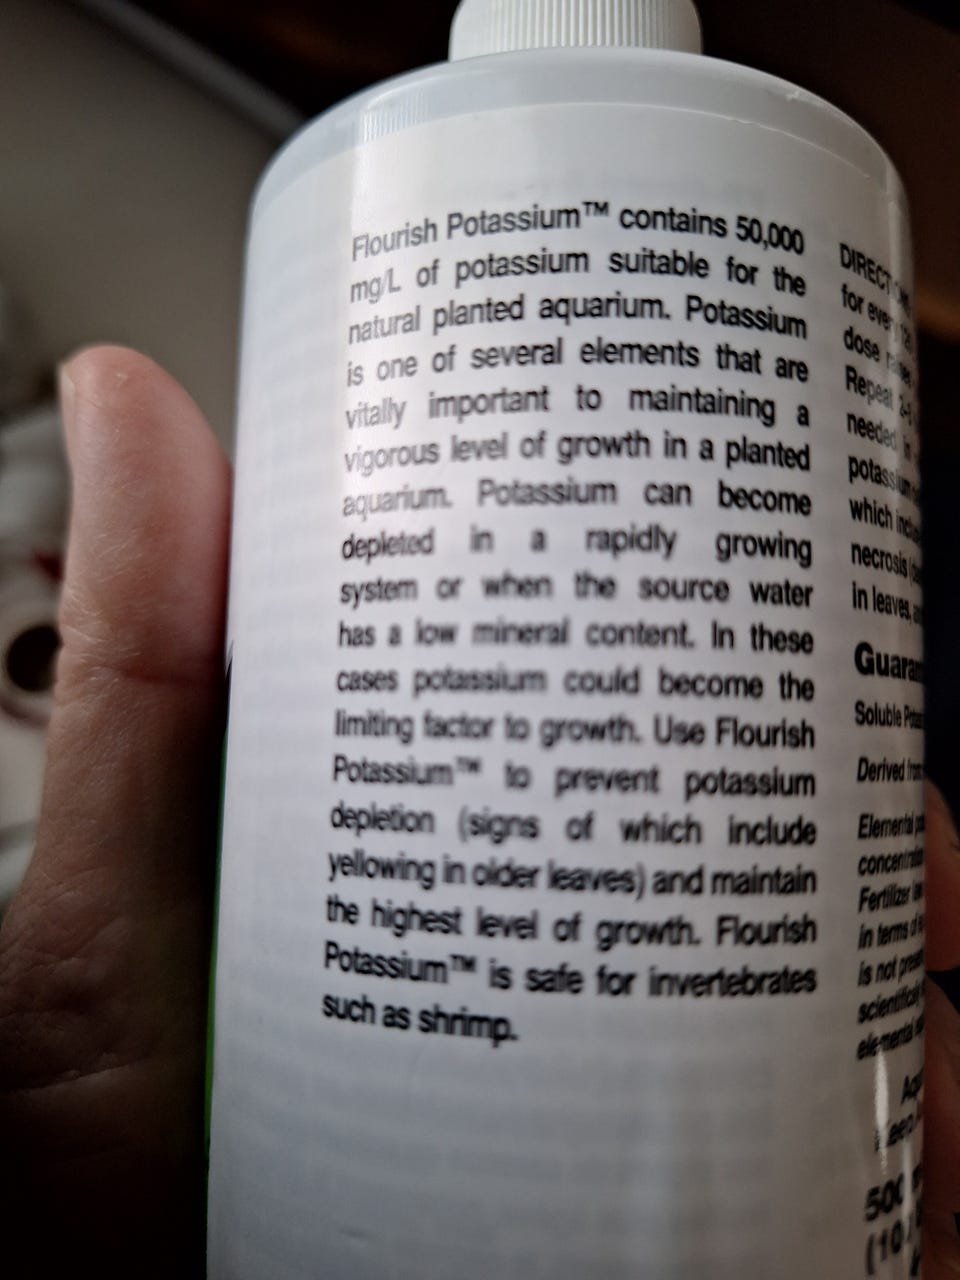 Flourish Potassium™ contains 50,000
mg/L of potassium suitable for the
natural planted aquarium. Potassium
is one of several elements that are
vitally important to maintaining a
vigorous level of growth in a planted
aquarium. Potassium can become
depleted in a rapidly growing
system or when the source water
has a low mineral content. In these
cases potassium could become the
limiting factor to growth. Use Flourish
Potassium™ to prevent potassium
depletion (signs of which include
yellowing in older leaves) and maintain
the highest level of growth. Flourish
Potassium™ is safe for invertebrates
such as shrimp.
for
dose
Repeat
needed in
which
necrosis
in leaves,
Soluble
Derived from
Elemental
Fertilizer
in terms of
is not
elemental
500